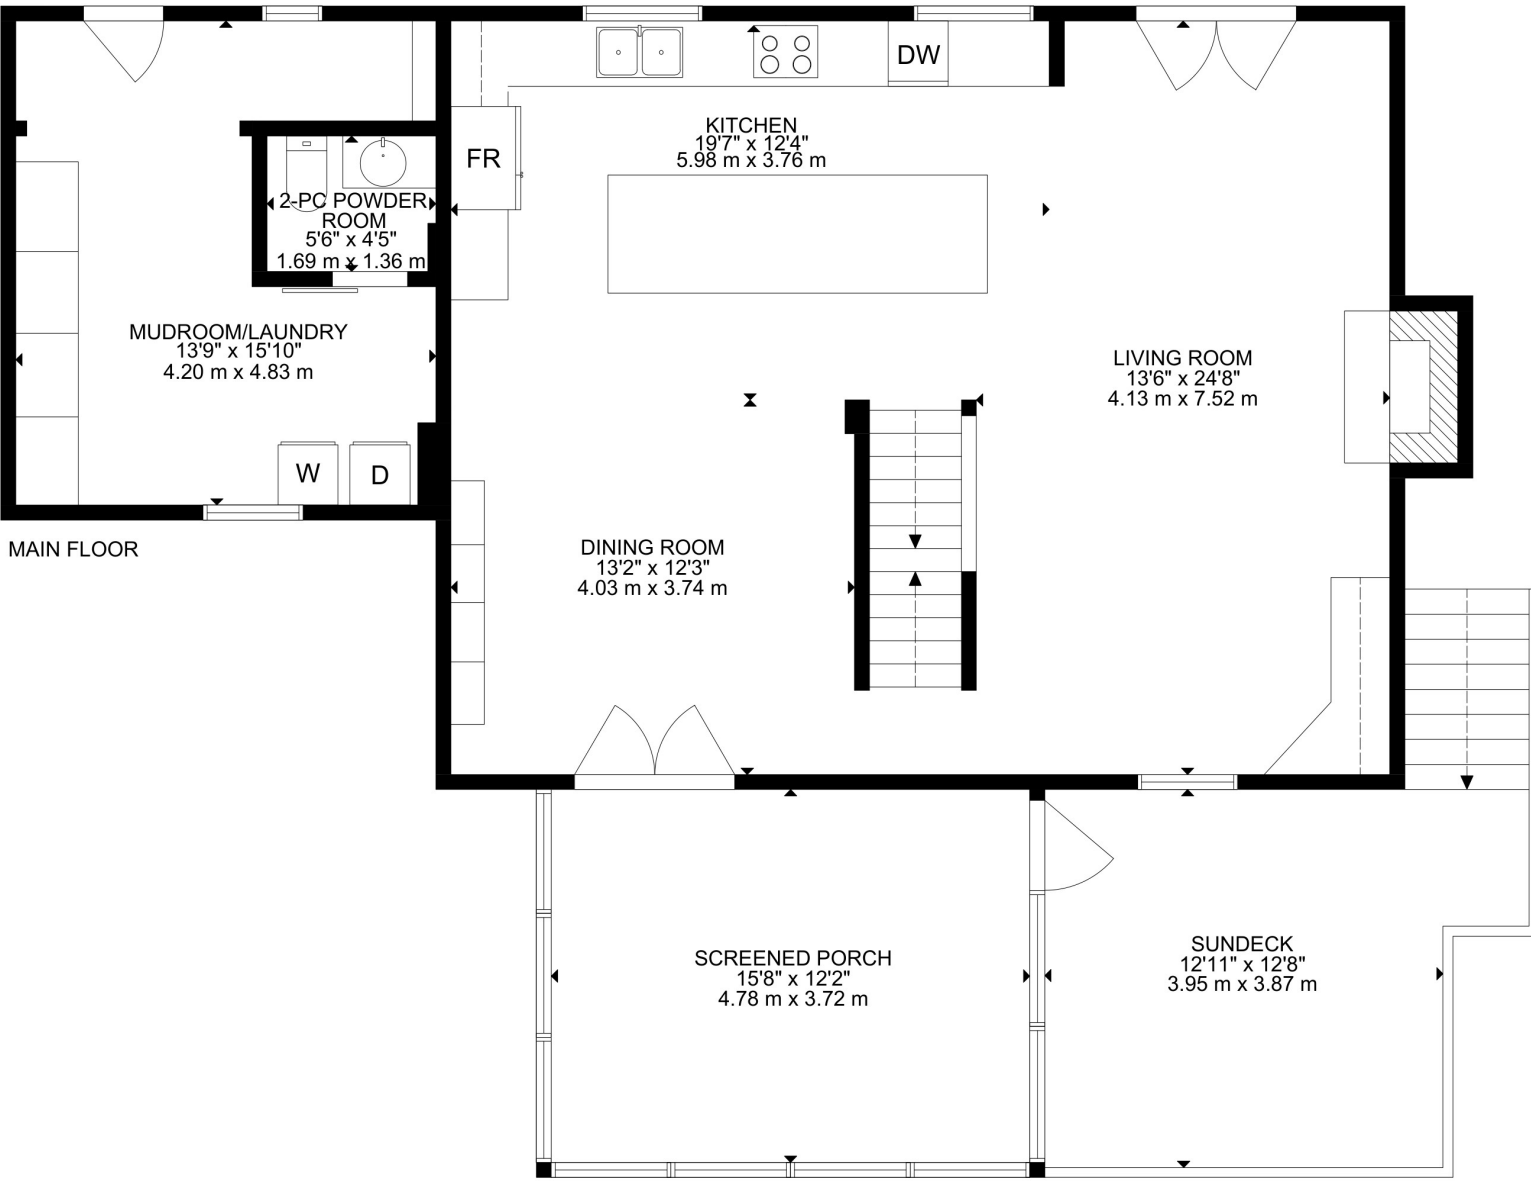 DW
KITCHEN
19'7" x 12'4"
5.98 m x 3.76 m
FR
2-PC POWDER
ROOM
5'6" x 4'5"
1.69 m x 1.36 m
MUDROOM/LAUNDRY
13'9" x 15'10"
4.20 m x 4.83 m
LIVING ROOM
13'6" x 24'8"
4.13 m x 7.52 m
W
D
MAIN FLOOR
DINING ROOM
13'2" x 12'3"
4.03 m x 3.74 m
SCREENED PORCH
15'8" x 12'2"
4.78 m x 3.72 m
SUNDECK
12'11" x 12'8"
3.95 m x 3.87 m